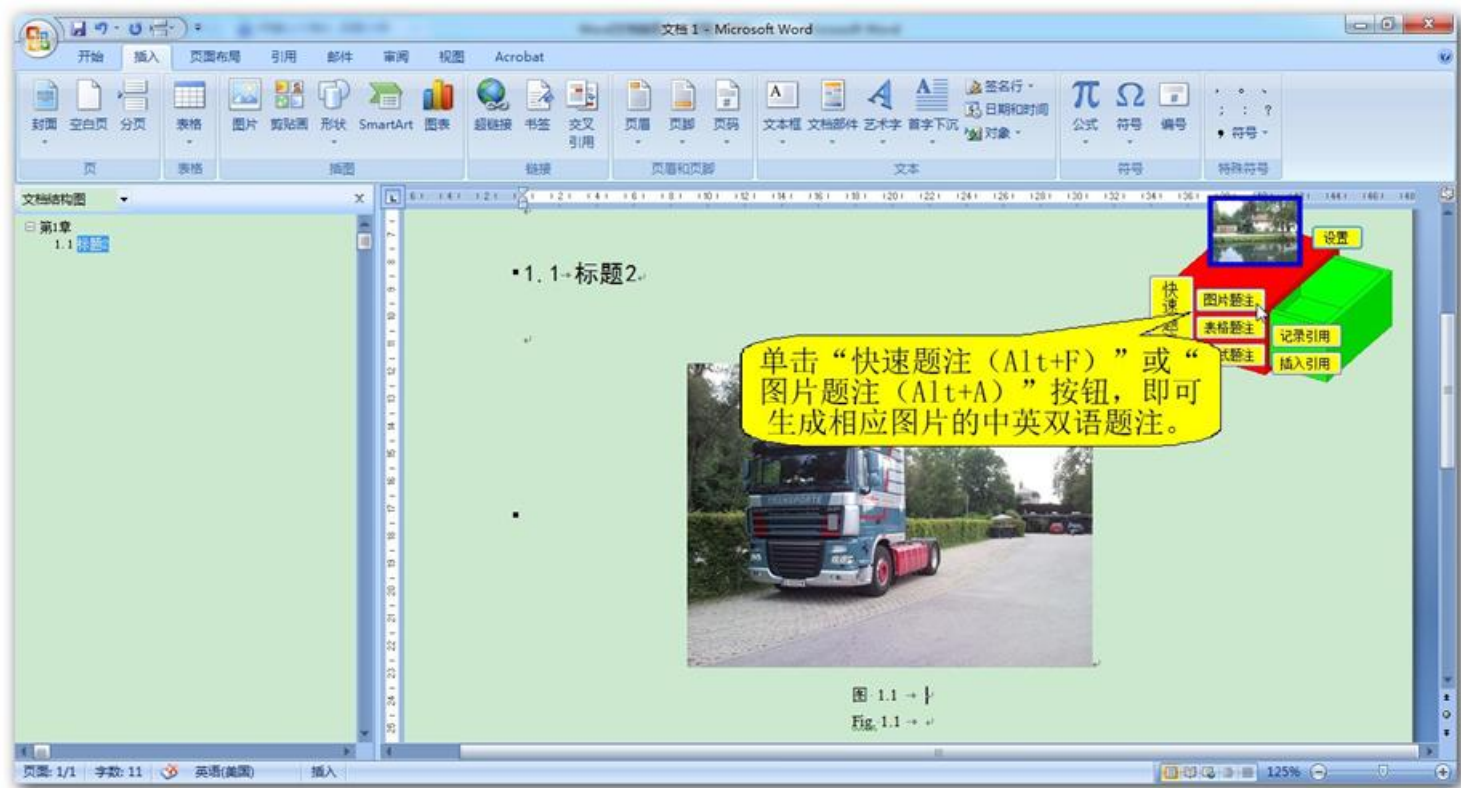 文档 1 - Microsoft Word
开始 插入 页面布局 引用 邮件 审阅 视图 Acrobat
封面 空白页 分页 表格 图片 剪贴画 形状 SmartArt 图表 超链接 书签 交叉引用 页眉 页脚 页码 文本框 文档部件 艺术字 首字下沉 签名行 日期和时间 对象 公式 符号 编号 符号
页 表格 插图 链接 页眉和页脚 文本 符号 特殊符号
文档结构图
第1章
1.1 标题2
1.1 标题2
设置
快速题
图片题注
表格题注
式题注
记录引用
插入引用
单击“快速题注(Alt+F)”或“
图片题注(Alt+A)”按钮,即可
生成相应图片的中英双语题注。
TRANSPORTE
图 1.1
Fig. 1.1
页面: 1/1 字数: 11 英语(美国) 插入 125%